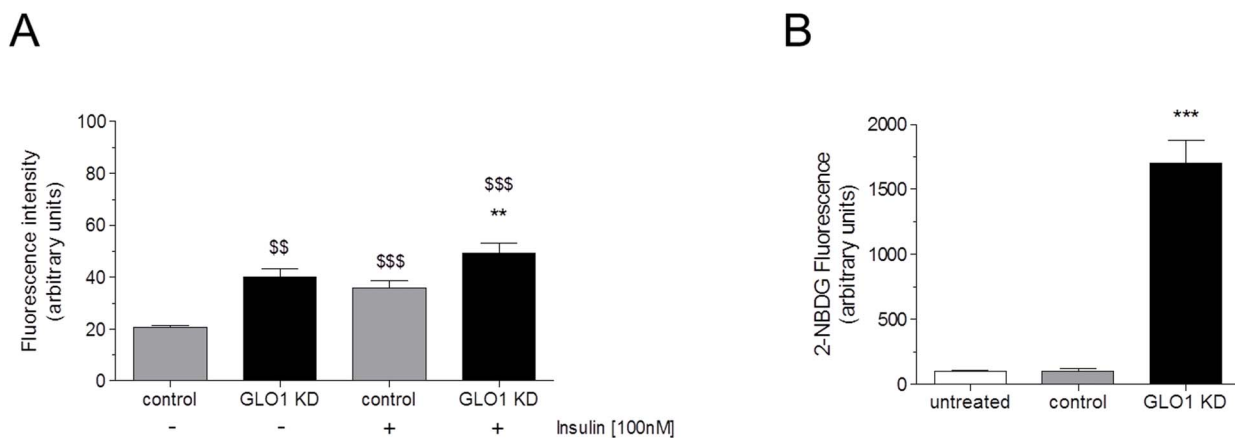 A
Fluorescence intensity
(arbitrary units)
100
80
60
40
20
0
$$
$$$
$$$
**
control
GLO1 KD
control
GLO1 KD
- - + + Insulin [100nM]
B
2-NBDG Fluorescence
(arbitrary units)
2000
1500
1000
500
0
***
untreated
control
GLO1 KD